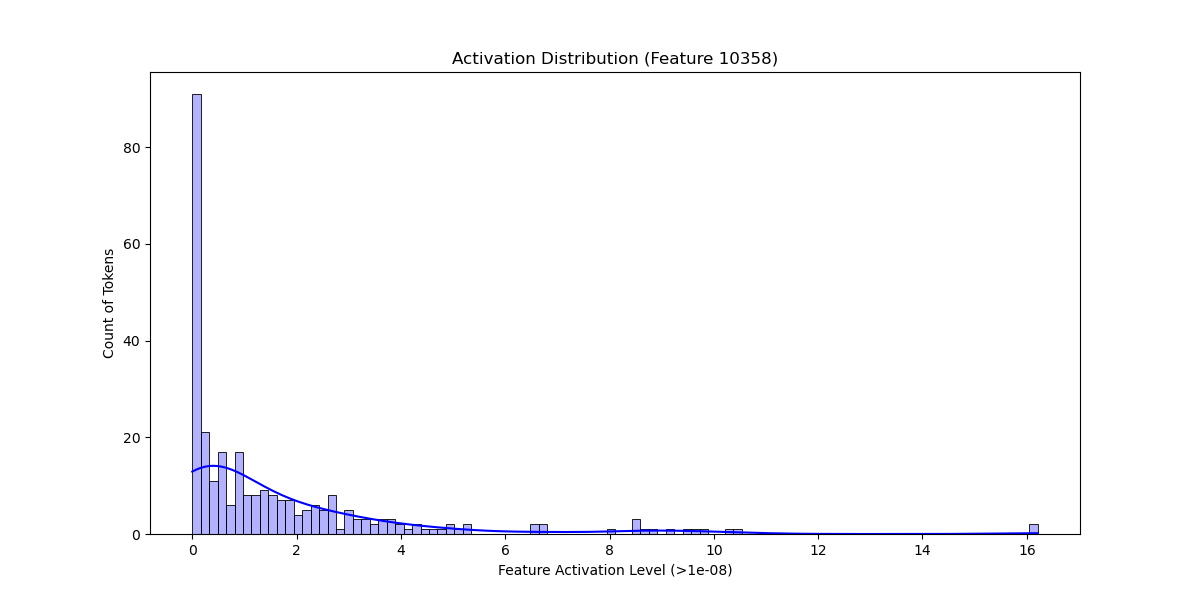 Activation Distribution (Feature 10358)
Count of Tokens
80
60
40
20
0
0 2 4 6 8 10 12 14 16
Feature Activation Level (>1e-08)